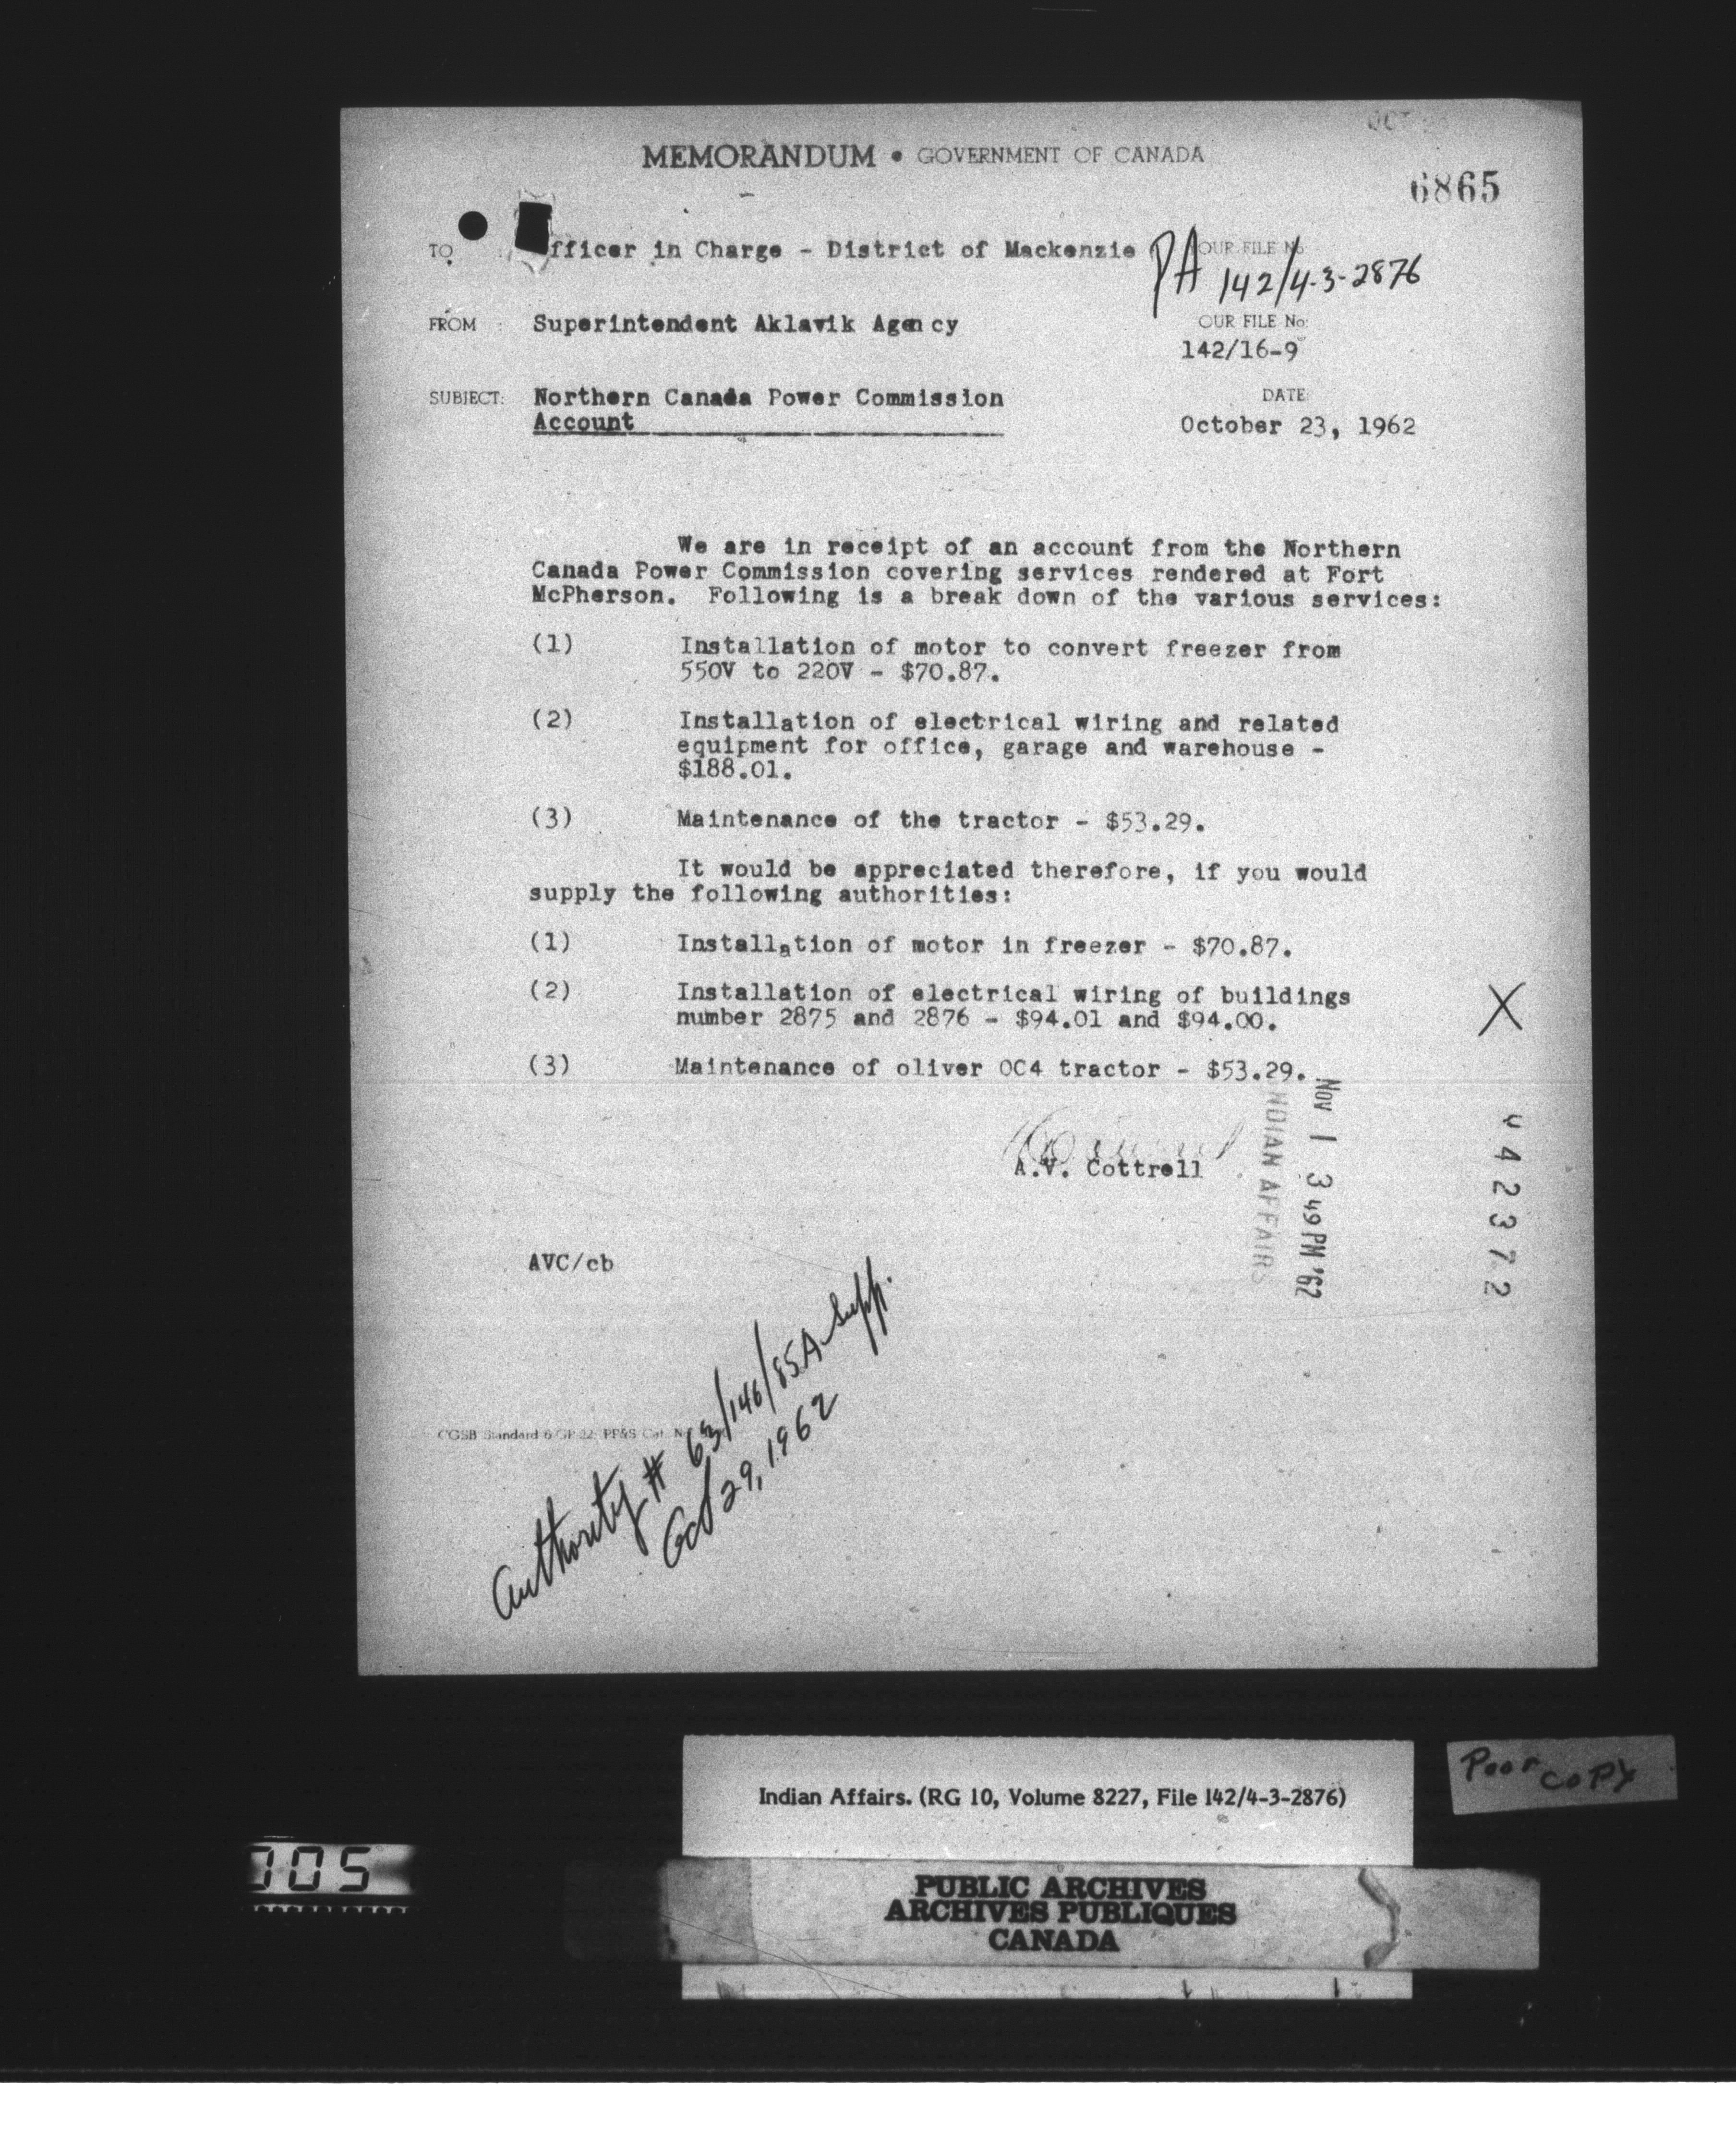 MEMORANDUM • GOVERNMENT OF CANADA
6865
TO : fficer in Charge - District of Mackenzie
OUR FILE No:
PA 142/4-3-2876
FROM : Superintendent Aklavik Agency
OUR FILE No:
142/16-9
SUBJECT: Northern Canada Power Commission
Account
DATE:
October 23, 1962
We are in receipt of an account from the Northern
Canada Power Commission covering services rendered at Fort
McPherson. Following is a break down of the various services:
(1) Installation of motor to convert freezer from
550V to 220V - $70.87.
(2) Installation of electrical wiring and related
equipment for office, garage and warehouse -
$188.01.
(3) Maintenance of the tractor - $53.29.
It would be appreciated therefore, if you would
supply the following authorities:
(1) Installation of motor in freezer - $70.87.
(2) Installation of electrical wiring of buildings
number 2875 and 2876 - $94.01 and $94.00.
X
(3) Maintenance of oliver OC4 tractor - $53.29.
A.V. Cottrell
NOV 1 3 49 PM '62
INDIAN AFFAIRS
442372
AVC/cb
CGSB Standard 6 GP 22; PP&S Cat. N
Authority # 63/146/85A Supp.
Oct 29, 1962
Indian Affairs. (RG 10, Volume 8227, File 142/4-3-2876)
Poor copy
PUBLIC ARCHIVES
ARCHIVES PUBLIQUES
CANADA